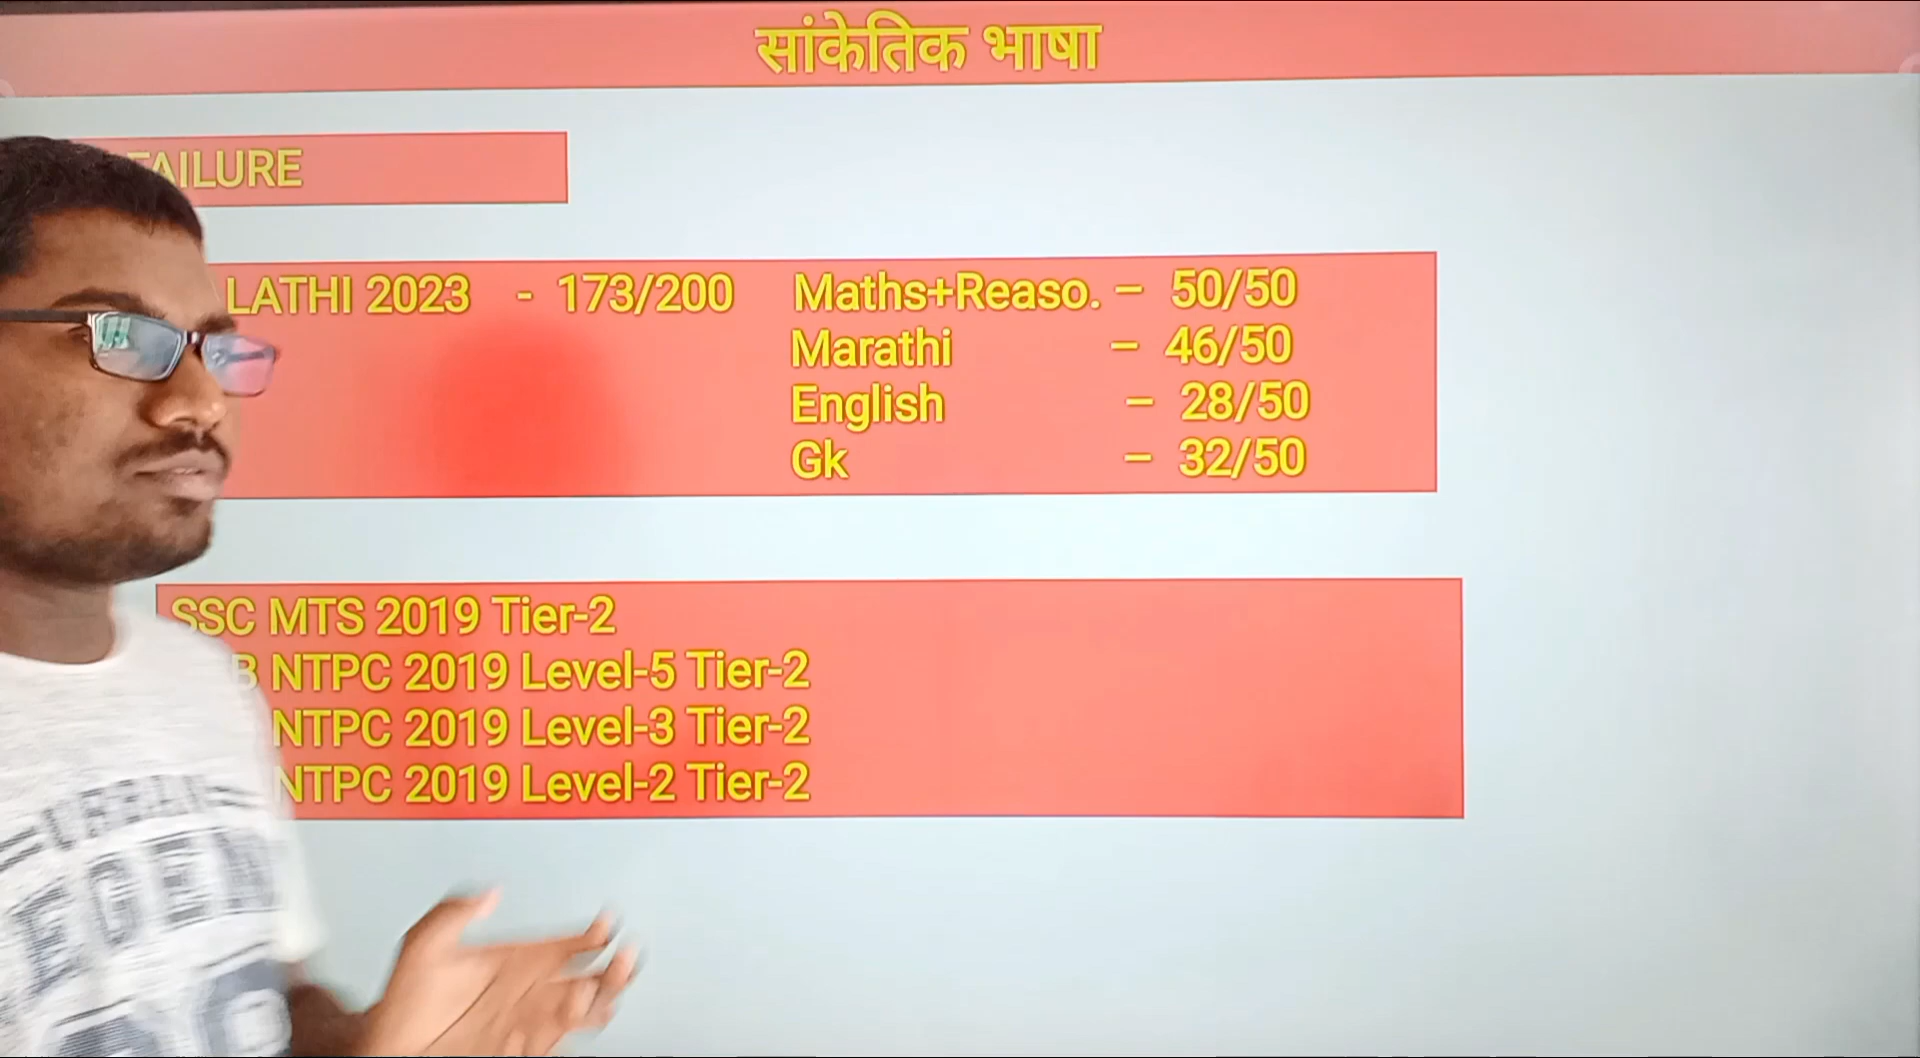 सांकेतिक भाषा
FAILURE
LATHI 2023 - 173/200 Maths+Reaso. – 50/50
Marathi – 46/50
English – 28/50
Gk – 32/50
SSC MTS 2019 Tier-2
B NTPC 2019 Level-5 Tier-2
NTPC 2019 Level-3 Tier-2
NTPC 2019 Level-2 Tier-2